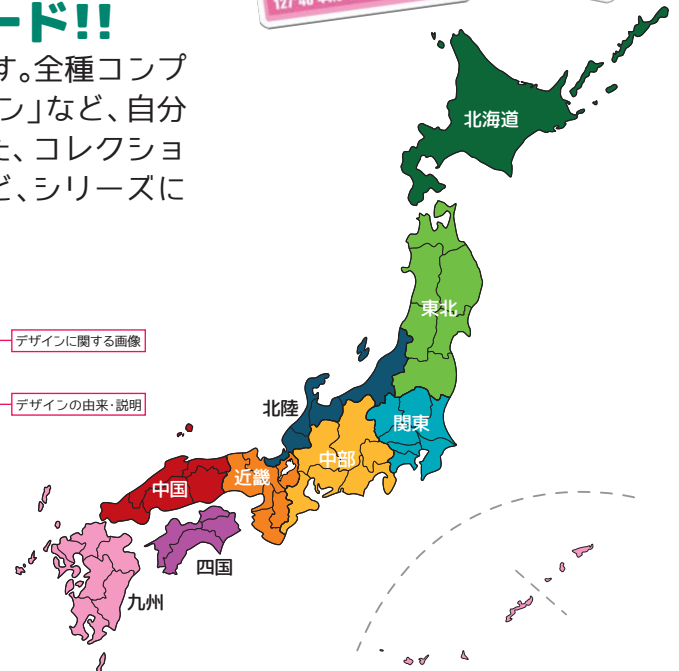 ード!!
す。全種コンプ
ン」など、自分
た、コレクショ
ど、シリーズに
北海道
東北
デザインに関する画像
デザインの由来・説明
北陸
関東
中部
近畿
中国
四国
九州